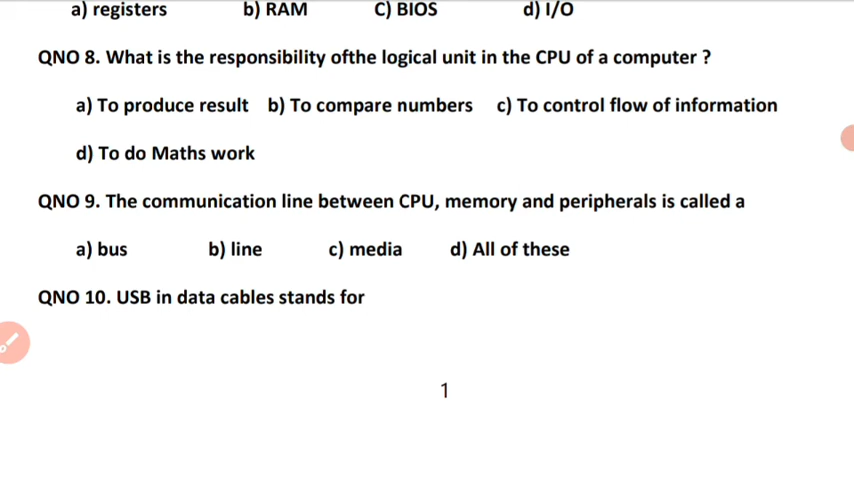 a) registers b) RAM C) BIOS d) I/O
QNO 8. What is the responsibility ofthe logical unit in the CPU of a computer ?
a) To produce result b) To compare numbers c) To control flow of information
d) To do Maths work
QNO 9. The communication line between CPU, memory and peripherals is called a
a) bus b) line c) media d) All of these
QNO 10. USB in data cables stands for
1